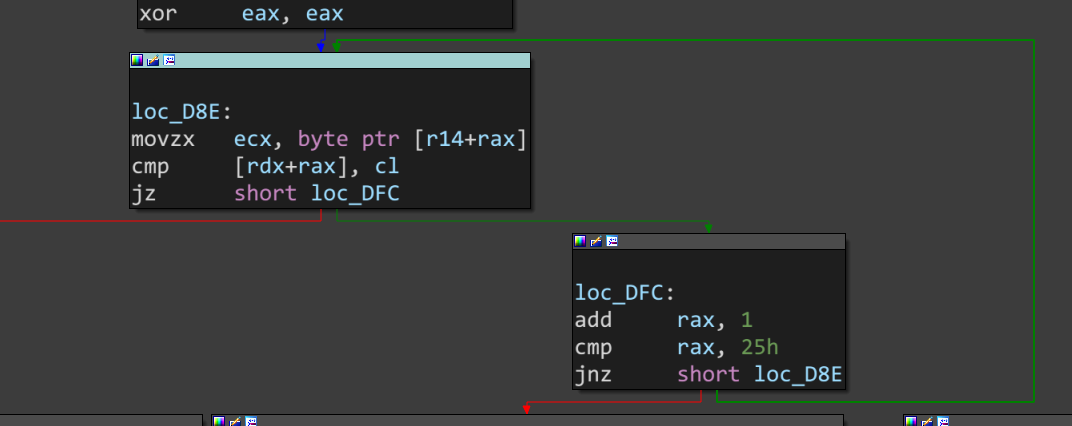 xor eax, eax
loc_D8E:
movzx ecx, byte ptr [r14+rax]
cmp [rdx+rax], cl
jz short loc_DFC
loc_DFC:
add rax, 1
cmp rax, 25h
jnz short loc_D8E